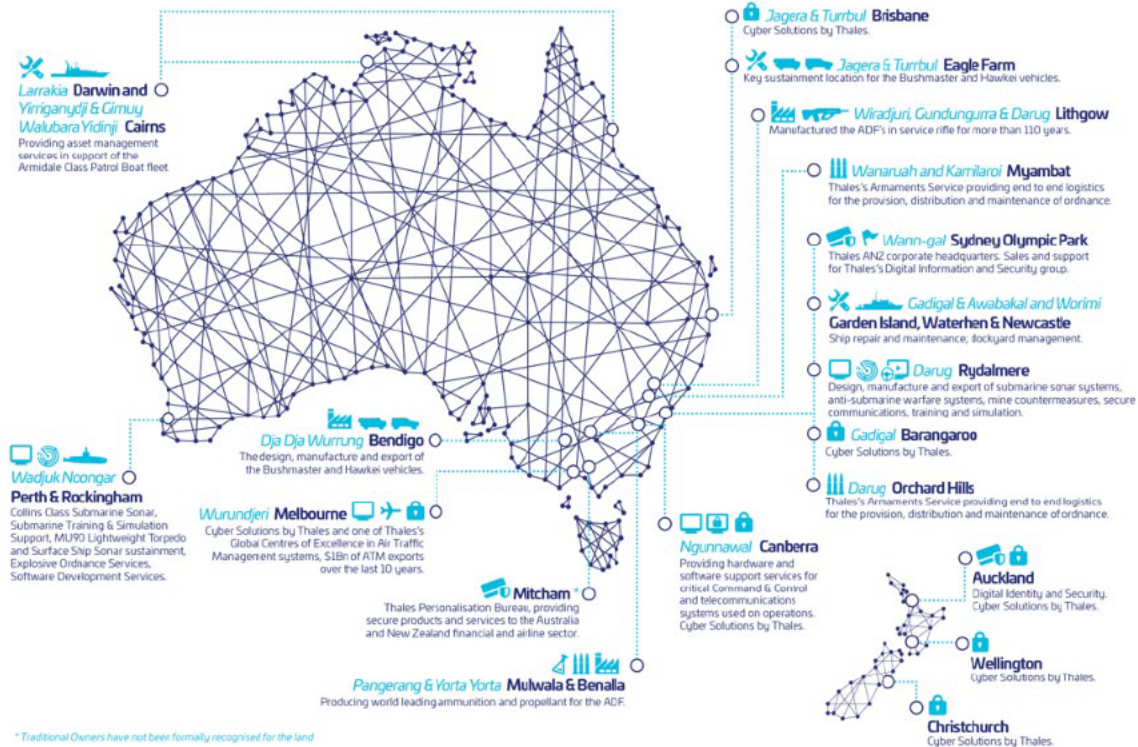 Larrakia Darwin and
Yirriganydji & Gimuy
Walubara Yidinji Cairns
Providing asset management
services in support of the
Armidale Class Patrol Boat fleet
Jagera & Turrbul Brisbane
Cyber Solutions by Thales.
Jagera & Turrbul Eagle Farm
Key sustainment location for the Bushmaster and Hawkei vehicles.
Wiradjuri, Gundungurra & Darug Lithgow
Manufactured the ADF's in service rifle for more than 110 years.
Wanaruah and Kamilaroi Myambat
Thales's Armaments Service providing end to end logistics
for the provision, distribution and maintenance of ordnance.
Wann-gal Sydney Olympic Park
Thales ANZ corporate headquarters. Sales and support
for Thales's Digital Information and Security group.
Gadigal & Awabakal and Worimi
Garden Island, Waterhen & Newcastle
Ship repair and maintenance; dockyard management.
Darug Rydalmere
Design, manufacture and export of submarine sonar systems,
anti-submarine warfare systems, mine countermeasures, secure
communications, training and simulation.
Gadigal Barangaroo
Cyber Solutions by Thales.
Darug Orchard Hills
Thales's Armaments Service providing end to end logistics
for the provision, distribution and maintenance of ordnance.
Wadjuk Noongar
Perth & Rockingham
Collins Class Submarine Sonar,
Submarine Training & Simulation
Support, MU90 Lightweight Torpedo
and Surface Ship Sonar sustainment,
Explosive Ordnance Services,
Software Development Services.
Dja Dja Wurrung Bendigo
The design, manufacture and export of
the Bushmaster and Hawkei vehicles.
Wurundjeri Melbourne
Cyber Solutions by Thales and one of Thales's
Global Centres of Excellence in Air Traffic
Management systems, $1Bn of ATM exports
over the last 10 years.
Mitcham *
Thales Personalisation Bureau, providing
secure products and services to the Australia
and New Zealand financial and airline sector.
Pangerang & Yorta Yorta Mulwala & Benalla
Producing world leading ammunition and propellant for the ADF.
Ngunnawal Canberra
Providing hardware and
software support services for
critical Command & Control
and telecommunications
systems used on operations.
Cyber Solutions by Thales.
Auckland
Digital Identity and Security.
Cyber Solutions by Thales.
Wellington
Cyber Solutions by Thales.
Christchurch
Cyber Solutions by Thales.
* Traditional Owners have not been formally recognised for the land